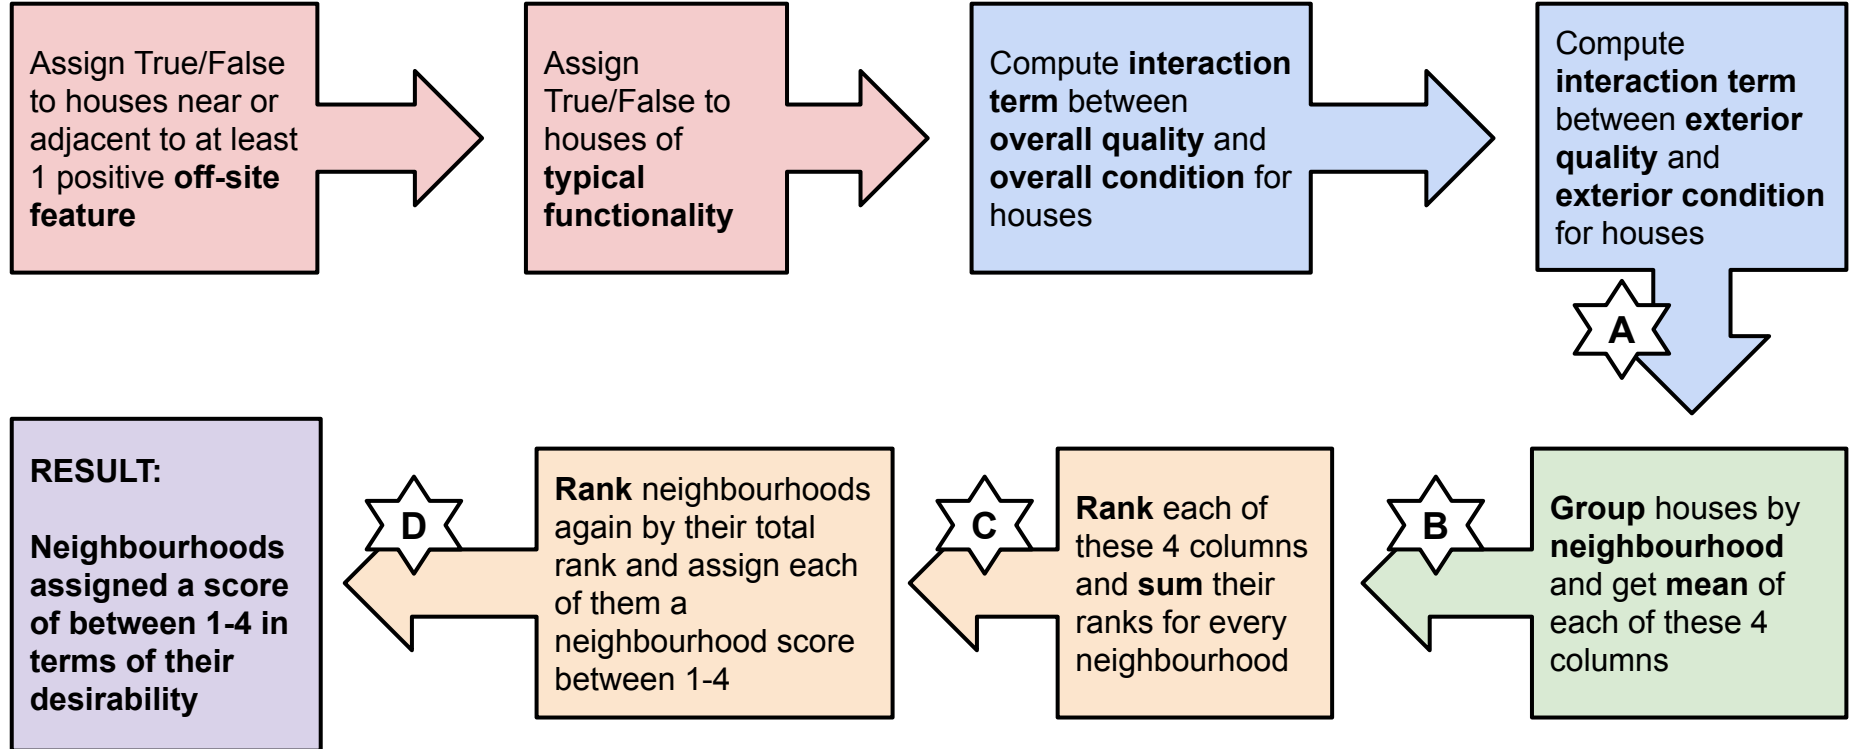 Assign True/False
to houses near or
adjacent to at least
1 positive off-site
feature
Assign
True/False to
houses of
typical
functionality
Compute interaction
term between
overall quality and
overall condition for
houses
Compute
interaction term
between exterior
quality and
exterior condition
for houses
A
Group houses by
neighbourhood
and get mean of
each of these 4
columns
B
Rank each of
these 4 columns
and sum their
ranks for every
neighbourhood
C
Rank neighbourhoods
again by their total
rank and assign each
of them a
neighbourhood score
between 1-4
D
RESULT:
Neighbourhoods
assigned a score
of between 1-4 in
terms of their
desirability